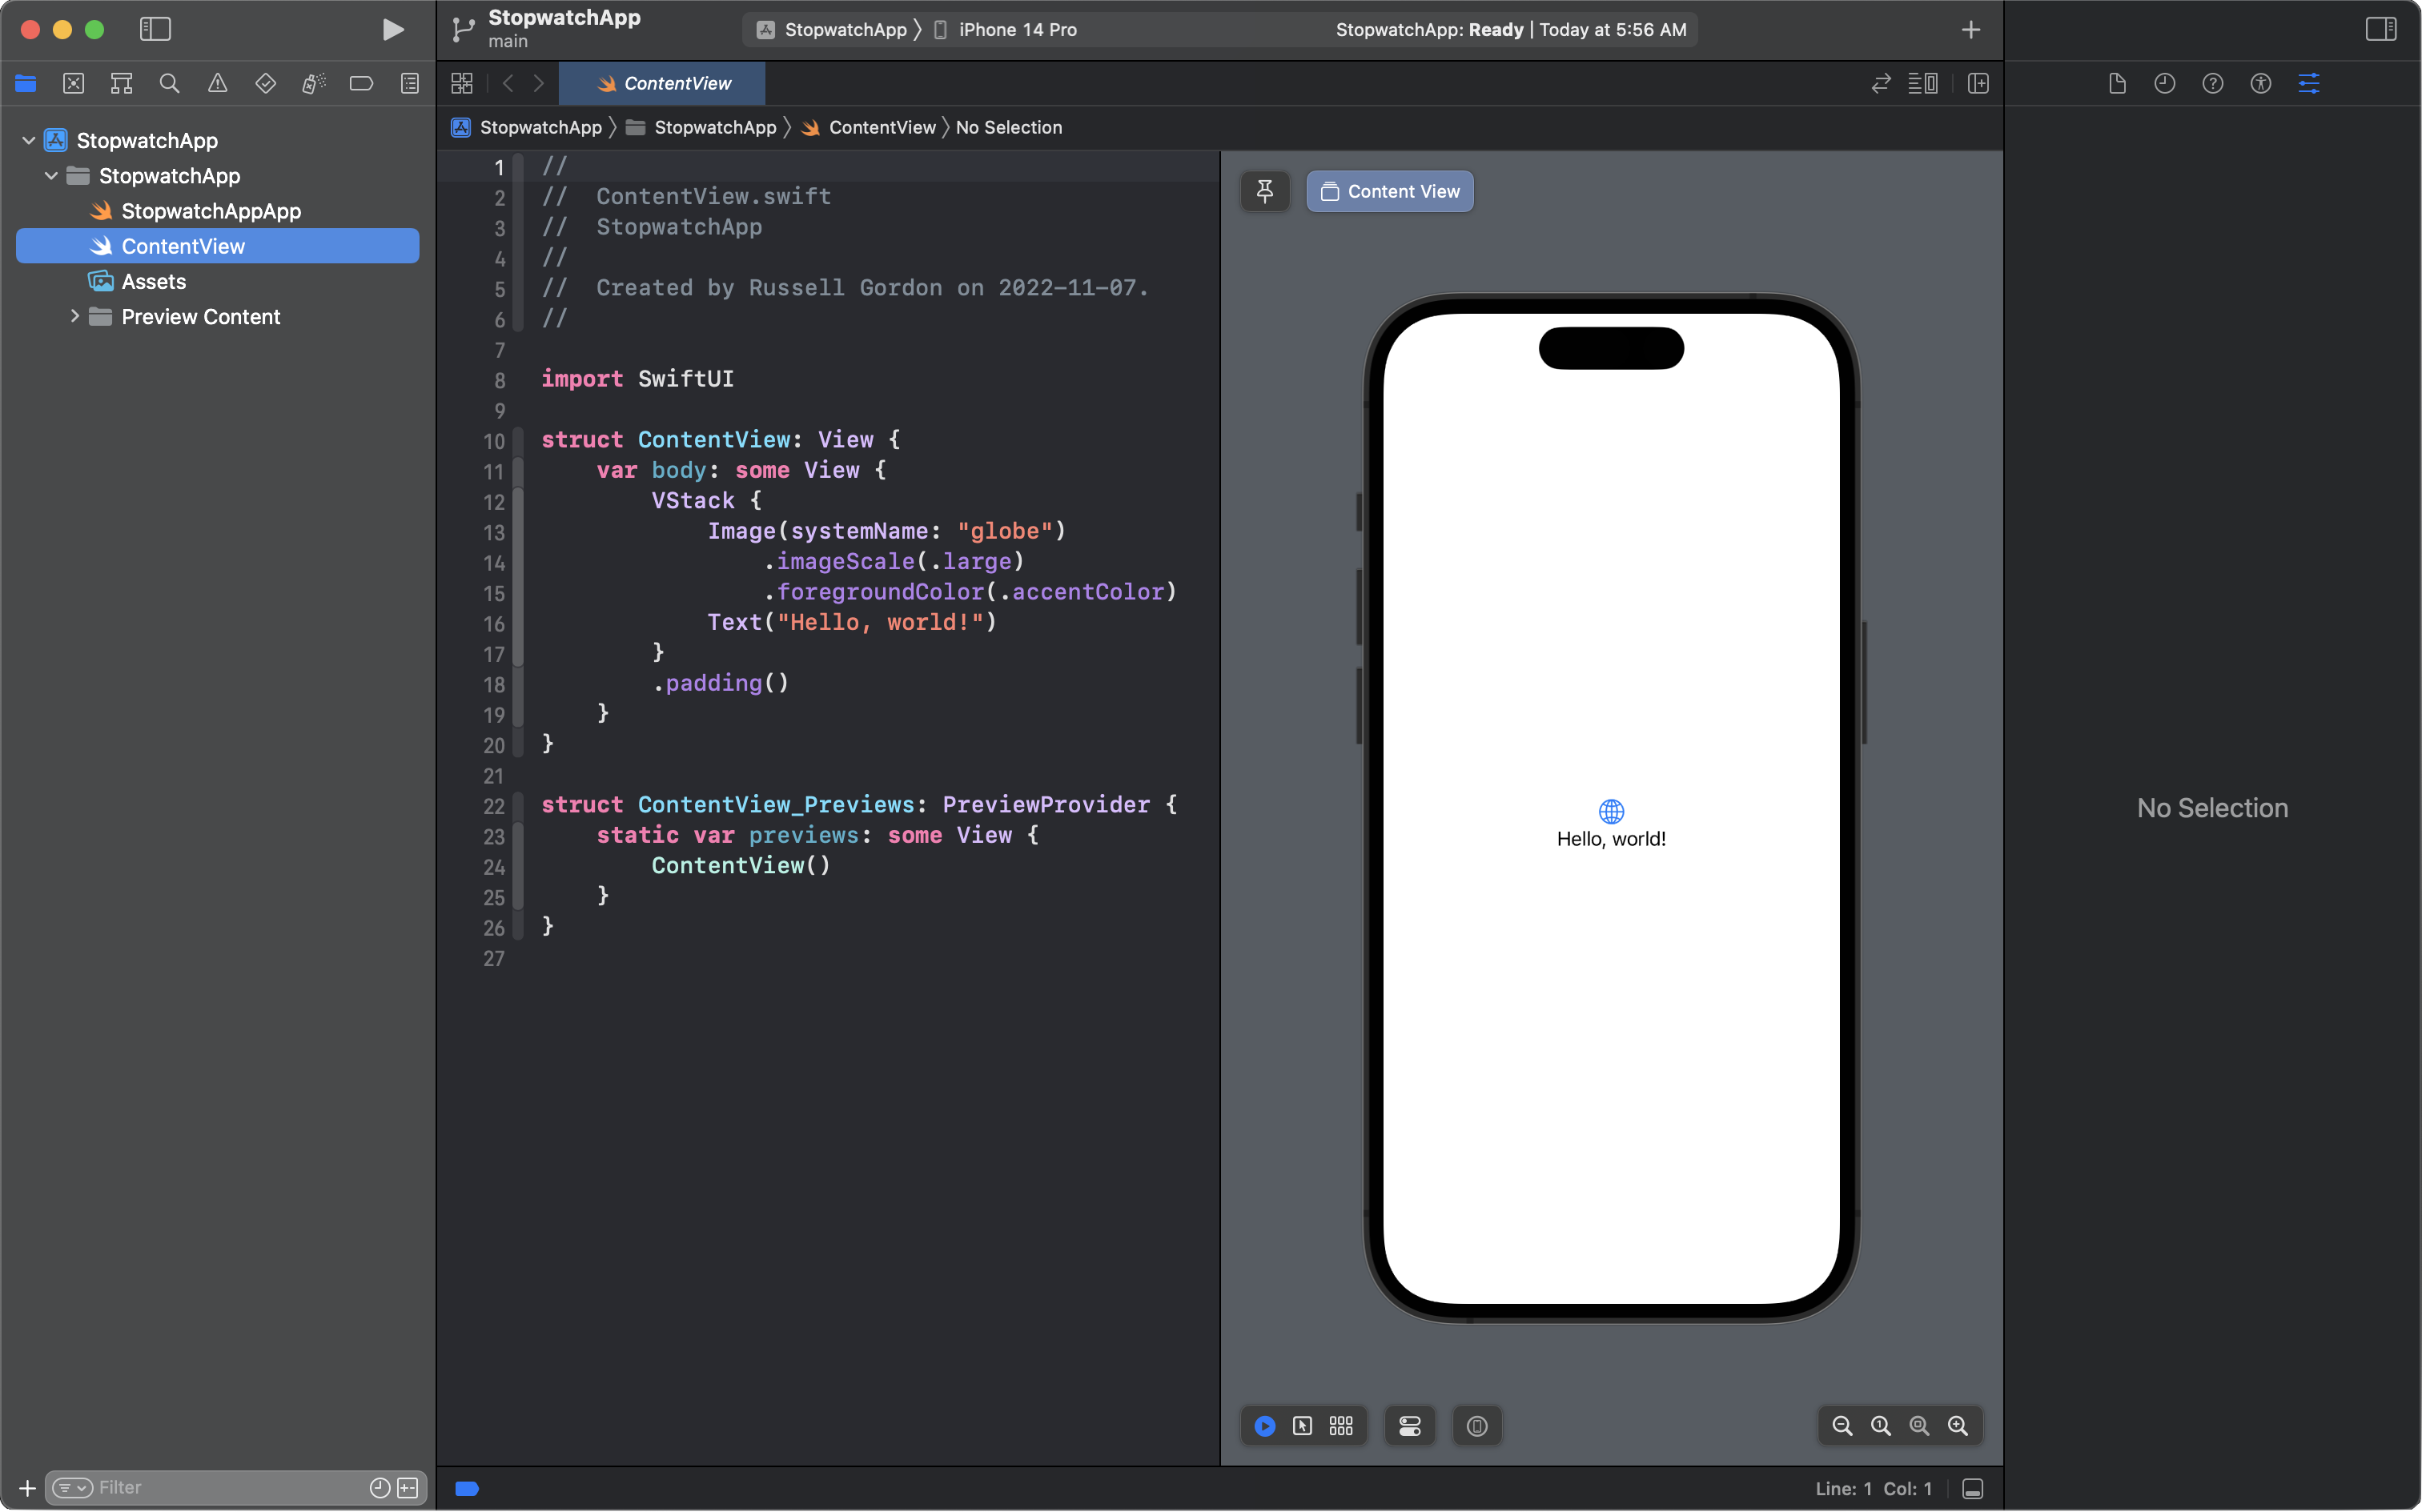 StopwatchApp
main
StopwatchApp
iPhone 14 Pro
StopwatchApp: Ready | Today at 5:56 AM
ContentView
StopwatchApp
StopwatchApp
StopwatchAppApp
ContentView
Assets
Preview Content
Filter
StopwatchApp
StopwatchApp
ContentView
No Selection
1 //
2 //  ContentView.swift
3 //  StopwatchApp
4 //
5 //  Created by Russell Gordon on 2022-11-07.
6 //
7
8 import SwiftUI
9
10 struct ContentView: View {
11     var body: some View {
12         VStack {
13             Image(systemName: "globe")
14                 .imageScale(.large)
15                 .foregroundColor(.accentColor)
16             Text("Hello, world!")
17         }
18         .padding()
19     }
20 }
21
22 struct ContentView_Previews: PreviewProvider {
23     static var previews: some View {
24         ContentView()
25     }
26 }
27
Content View
Hello, world!
No Selection
Line: 1 Col: 1